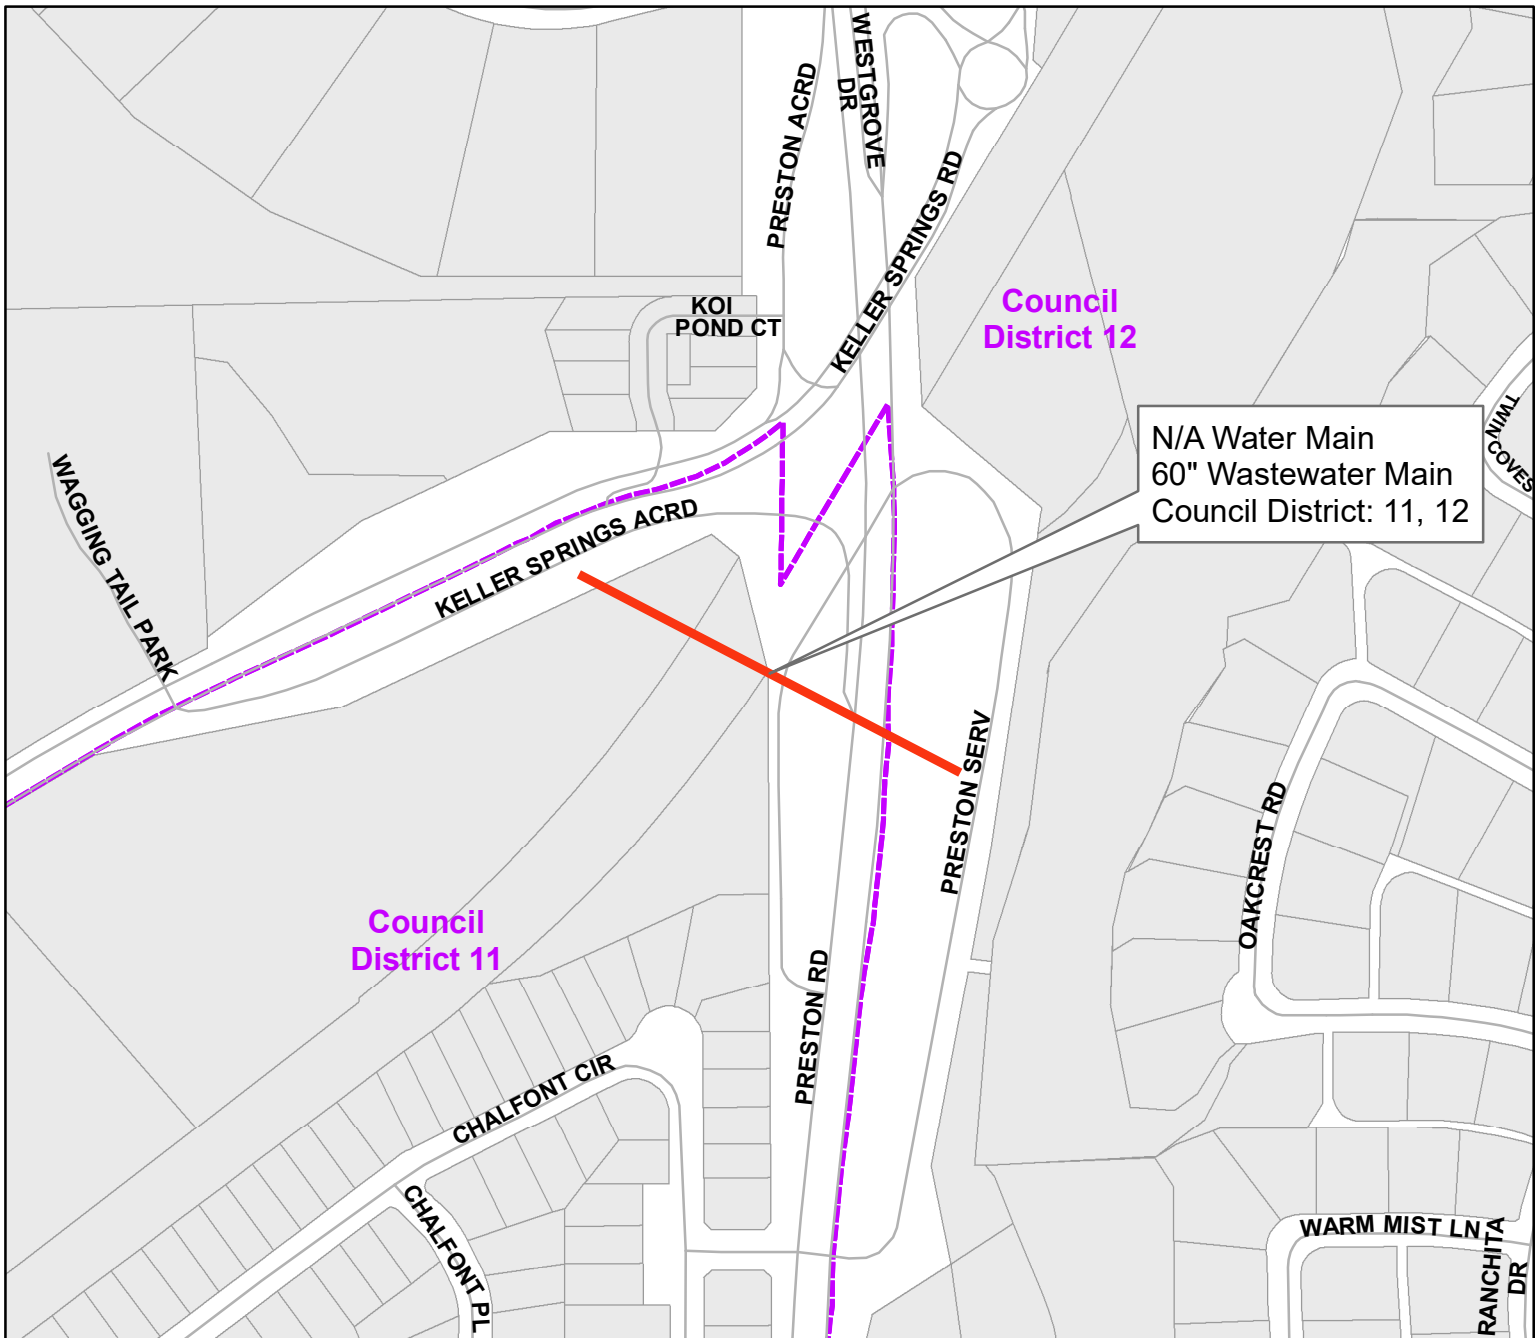 WESTGROVE
DR
PRESTON ACRD
KELLER SPRINGS RD
KOI
POND CT
Council
District 12
TWIN COVES
N/A Water Main
60" Wastewater Main
Council District: 11, 12
WAGGING TAIL PARK
KELLER SPRINGS ACRD
PRESTON SERV
OAKCREST RD
Council
District 11
PRESTON RD
CHALFONT CIR
CHALFONT PL
WARM MIST LN
RANCHITA
DR